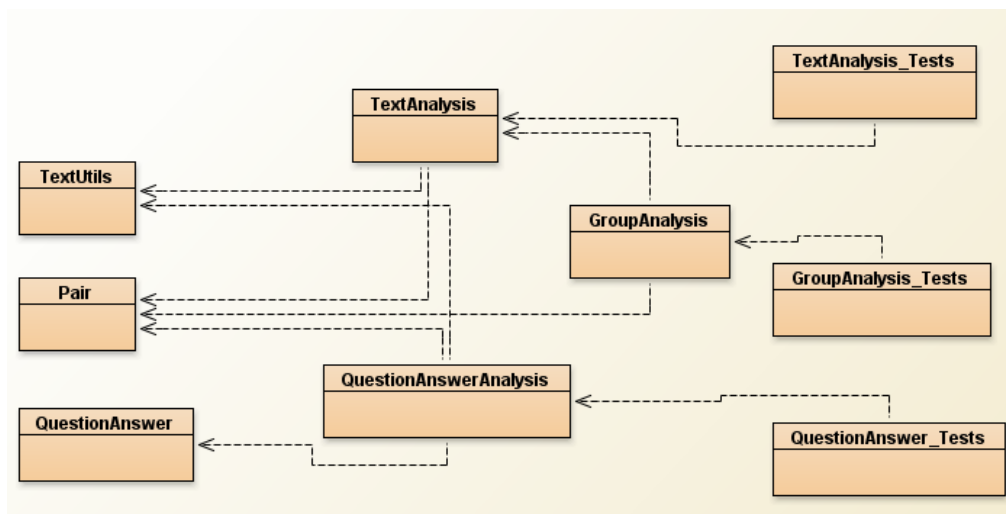 TextAnalysis_Tests
TextAnalysis
TextUtils
GroupAnalysis
GroupAnalysis_Tests
Pair
QuestionAnswerAnalysis
QuestionAnswer
QuestionAnswer_Tests